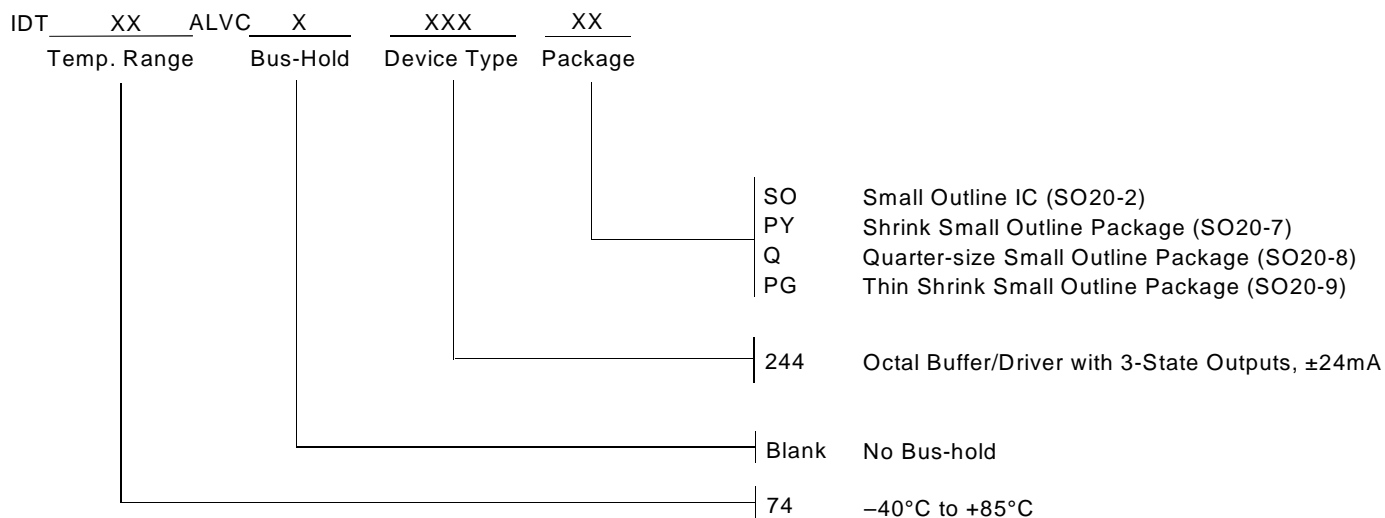 IDT XX ALVC X XXX XX
Temp. Range Bus-Hold Device Type Package
SO Small Outline IC (SO20-2)
PY Shrink Small Outline Package (SO20-7)
Q Quarter-size Small Outline Package (SO20-8)
PG Thin Shrink Small Outline Package (SO20-9)
244 Octal Buffer/Driver with 3-State Outputs, ±24mA
Blank No Bus-hold
74 –40°C to +85°C